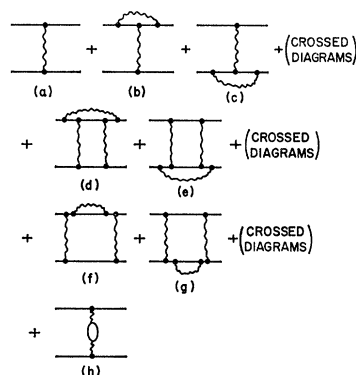 + + + (CROSSED DIAGRAMS)
(a) (b) (c)
+ + + (CROSSED DIAGRAMS)
(d) (e)
+ + + (CROSSED DIAGRAMS)
(f) (g)
+
(h)